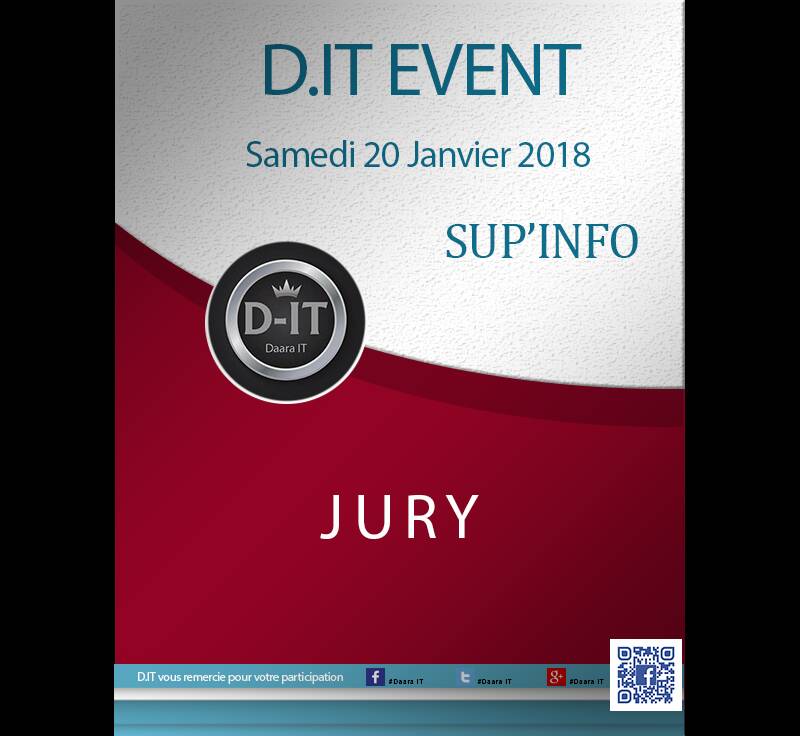 D.IT EVENT
Samedi 20 Janvier 2018
SUP'INFO
D-IT
Daara IT
JURY
D.IT vous remercie pour votre participation
f #Daara IT
#Daara IT
g+ #Daara IT
f